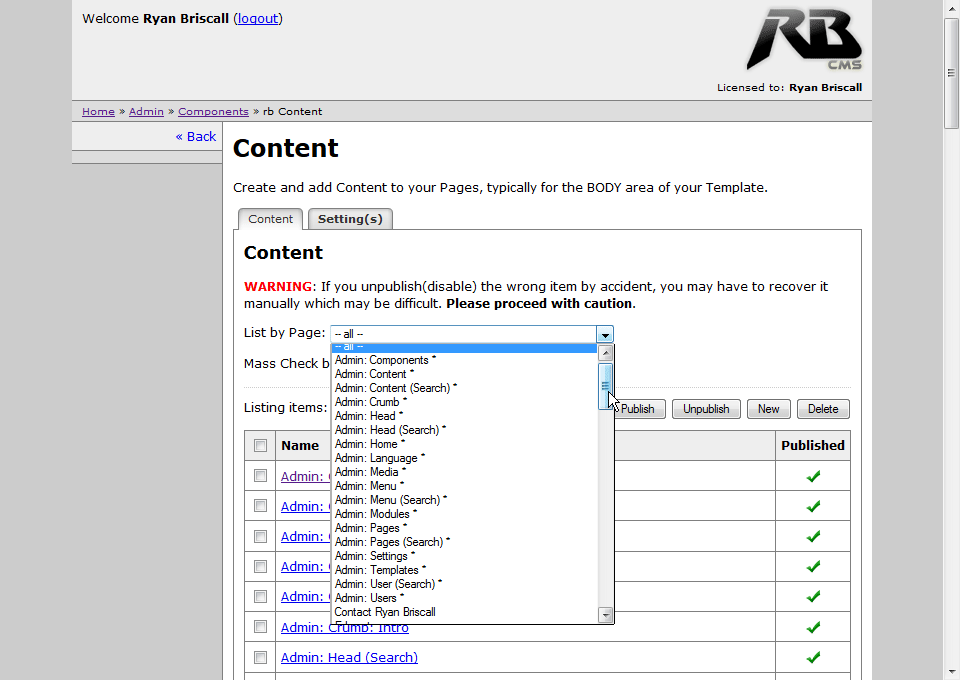 Welcome Ryan Briscall (logout)
RB
CMS
Licensed to: Ryan Briscall
Home » Admin » Components » rb Content
« Back
Content
Create and add Content to your Pages, typically for the BODY area of your Template.
Content Setting(s)
Content
WARNING: If you unpublish(disable) the wrong item by accident, you may have to recover it
manually which may be difficult. Please proceed with caution.
List by Page: -- all --
-- all --
Admin: Components *
Mass Check b
Admin: Content *
Admin: Content (Search) *
Admin: Crumb *
Listing items:
Publish Unpublish New Delete
Admin: Head *
Admin: Head (Search) *
Admin: Home *
Name Published
Admin: Language *
Admin: Media *
Admin:
Admin: Menu *
Admin: Menu (Search) *
Admin:
Admin: Modules *
Admin: Pages *
Admin:
Admin: Pages (Search) *
Admin: Settings *
Admin:
Admin: Templates *
Admin: User (Search) *
Admin:
Admin: Users *
Contact Ryan Briscall
Admin: Crumb: Intro
Admin: Head (Search)